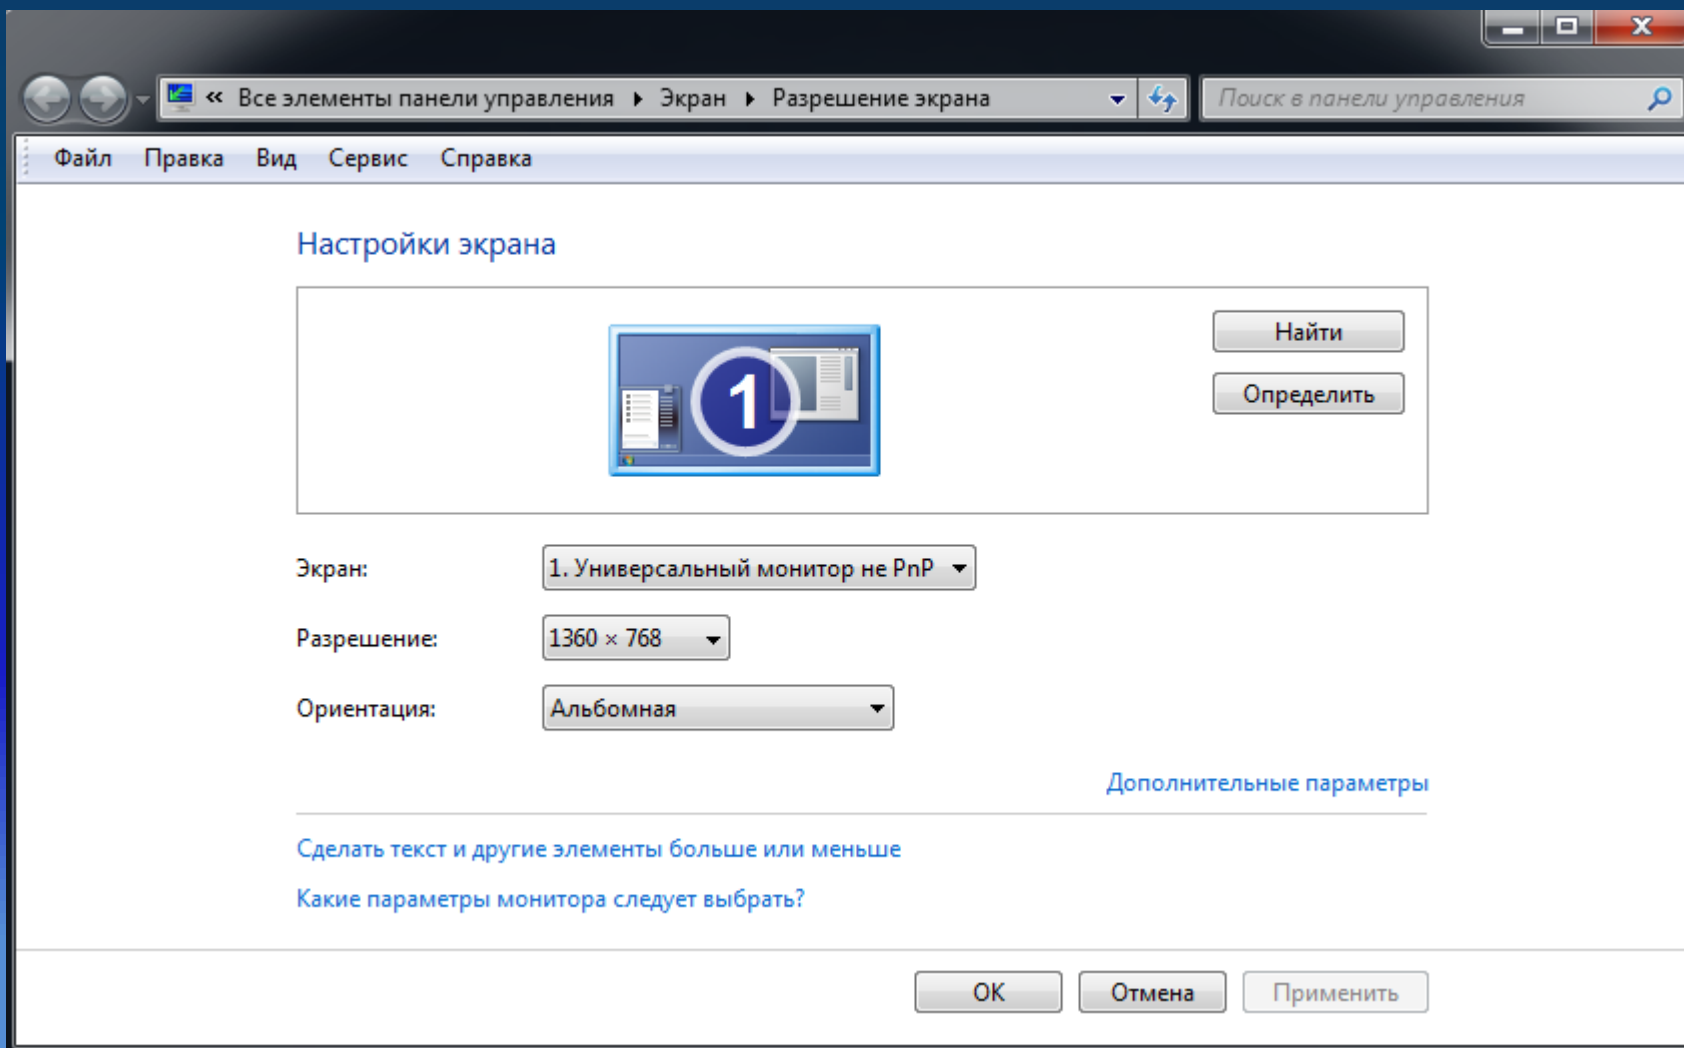 « Все элементы панели управления Экран Разрешение экрана Поиск в панели управления
Файл Правка Вид Сервис Справка
Настройки экрана
1
Найти
Определить
Экран: 1. Универсальный монитор не PnP
Разрешение: 1360 × 768
Ориентация: Альбомная
Дополнительные параметры
Сделать текст и другие элементы больше или меньше
Какие параметры монитора следует выбрать?
ОК Отмена Применить